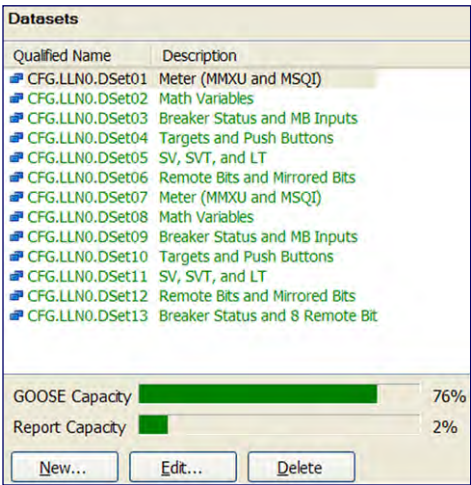 Datasets
Qualified Name Description
CFG.LLN0.DSet01 Meter (MMXU and MSQI)
CFG.LLN0.DSet02 Math Variables
CFG.LLN0.DSet03 Breaker Status and MB Inputs
CFG.LLN0.DSet04 Targets and Push Buttons
CFG.LLN0.DSet05 SV, SVT, and LT
CFG.LLN0.DSet06 Remote Bits and Mirrored Bits
CFG.LLN0.DSet07 Meter (MMXU and MSQI)
CFG.LLN0.DSet08 Math Variables
CFG.LLN0.DSet09 Breaker Status and MB Inputs
CFG.LLN0.DSet10 Targets and Push Buttons
CFG.LLN0.DSet11 SV, SVT, and LT
CFG.LLN0.DSet12 Remote Bits and Mirrored Bits
CFG.LLN0.DSet13 Breaker Status and 8 Remote Bit
GOOSE Capacity 76%
Report Capacity 2%
New... Edit... Delete